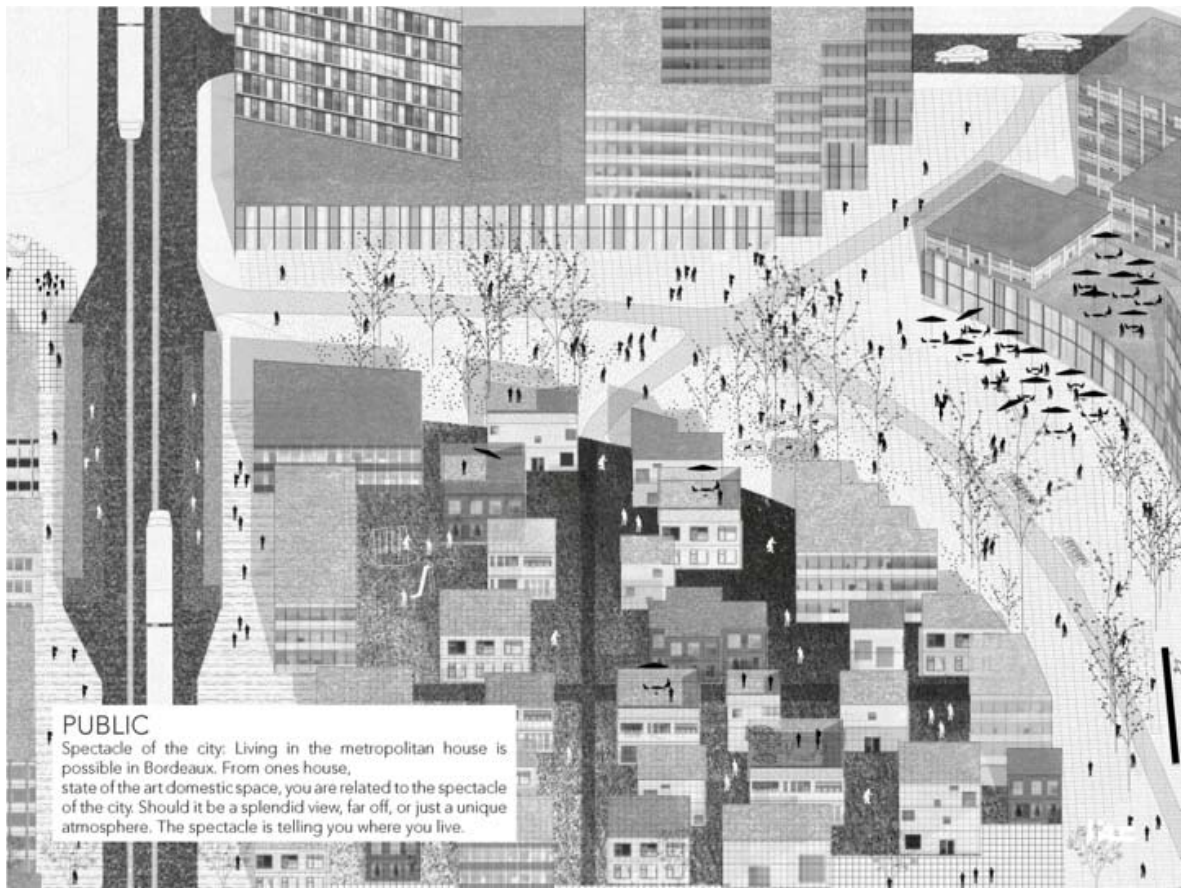 PUBLIC
Spectacle of the city: Living in the metropolitan house is
possible in Bordeaux. From ones house,
state of the art domestic space, you are related to the spectacle
of the city. Should it be a splendid view, far off, or just a unique
atmosphere. The spectacle is telling you where you live.